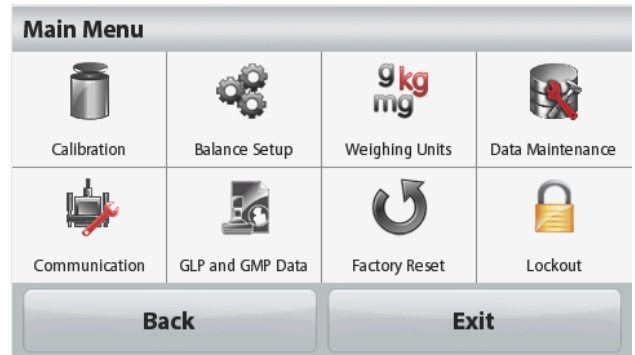 Main Menu
g kg
mg
Calibration Balance Setup Weighing Units Data Maintenance
Communication GLP and GMP Data Factory Reset Lockout
Back Exit